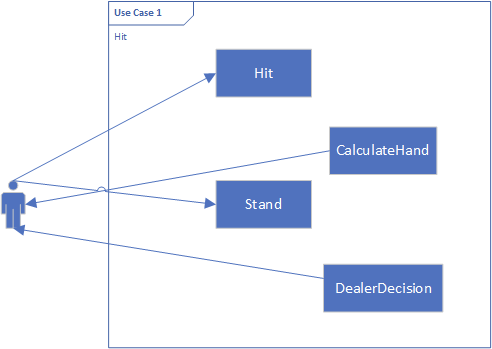 Use Case 1
Hit
Hit
CalculateHand
Stand
DealerDecision